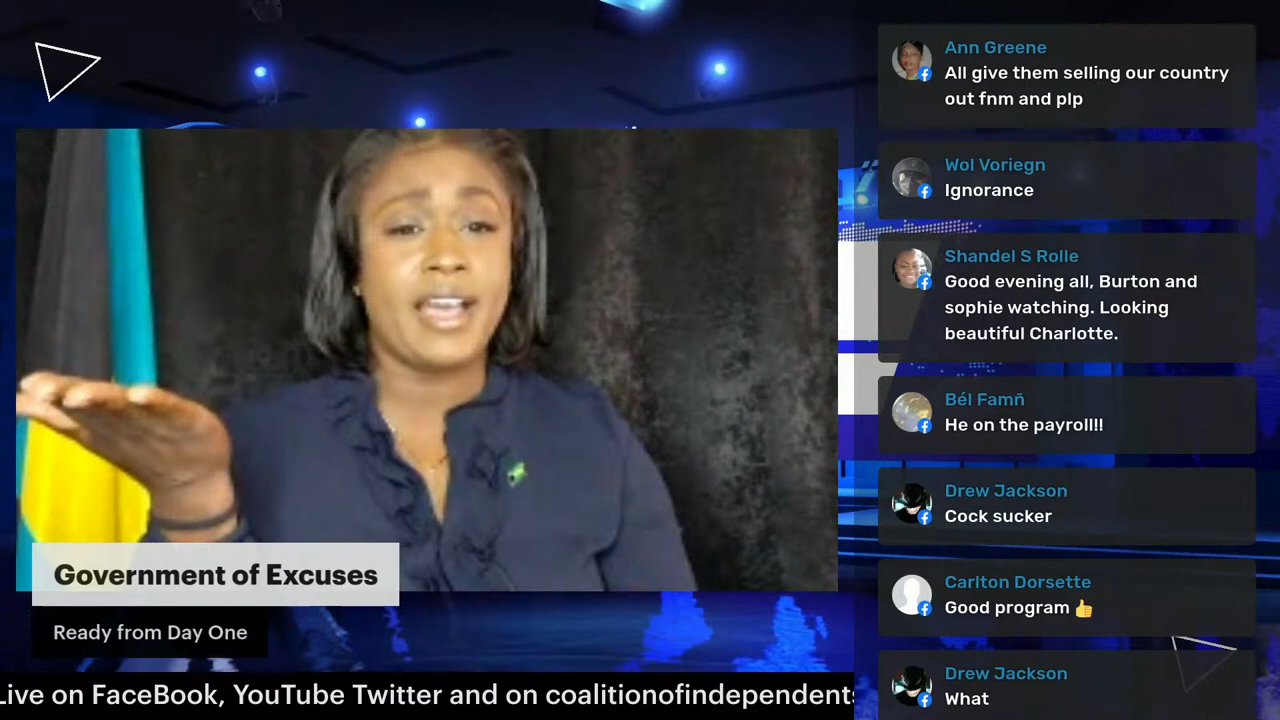 Ann Greene
All give them selling our country
out fnm and plp
Wol Voriegn
Ignorance
Shandel S Rolle
Good evening all, Burton and
sophie watching. Looking
beautiful Charlotte.
Bél Famñ
He on the payroll!!
Drew Jackson
Cock sucker
Carlton Dorsette
Good program 👍
Drew Jackson
What
Government of Excuses
Ready from Day One
Live on FaceBook, YouTube Twitter and on coalitionofindependents